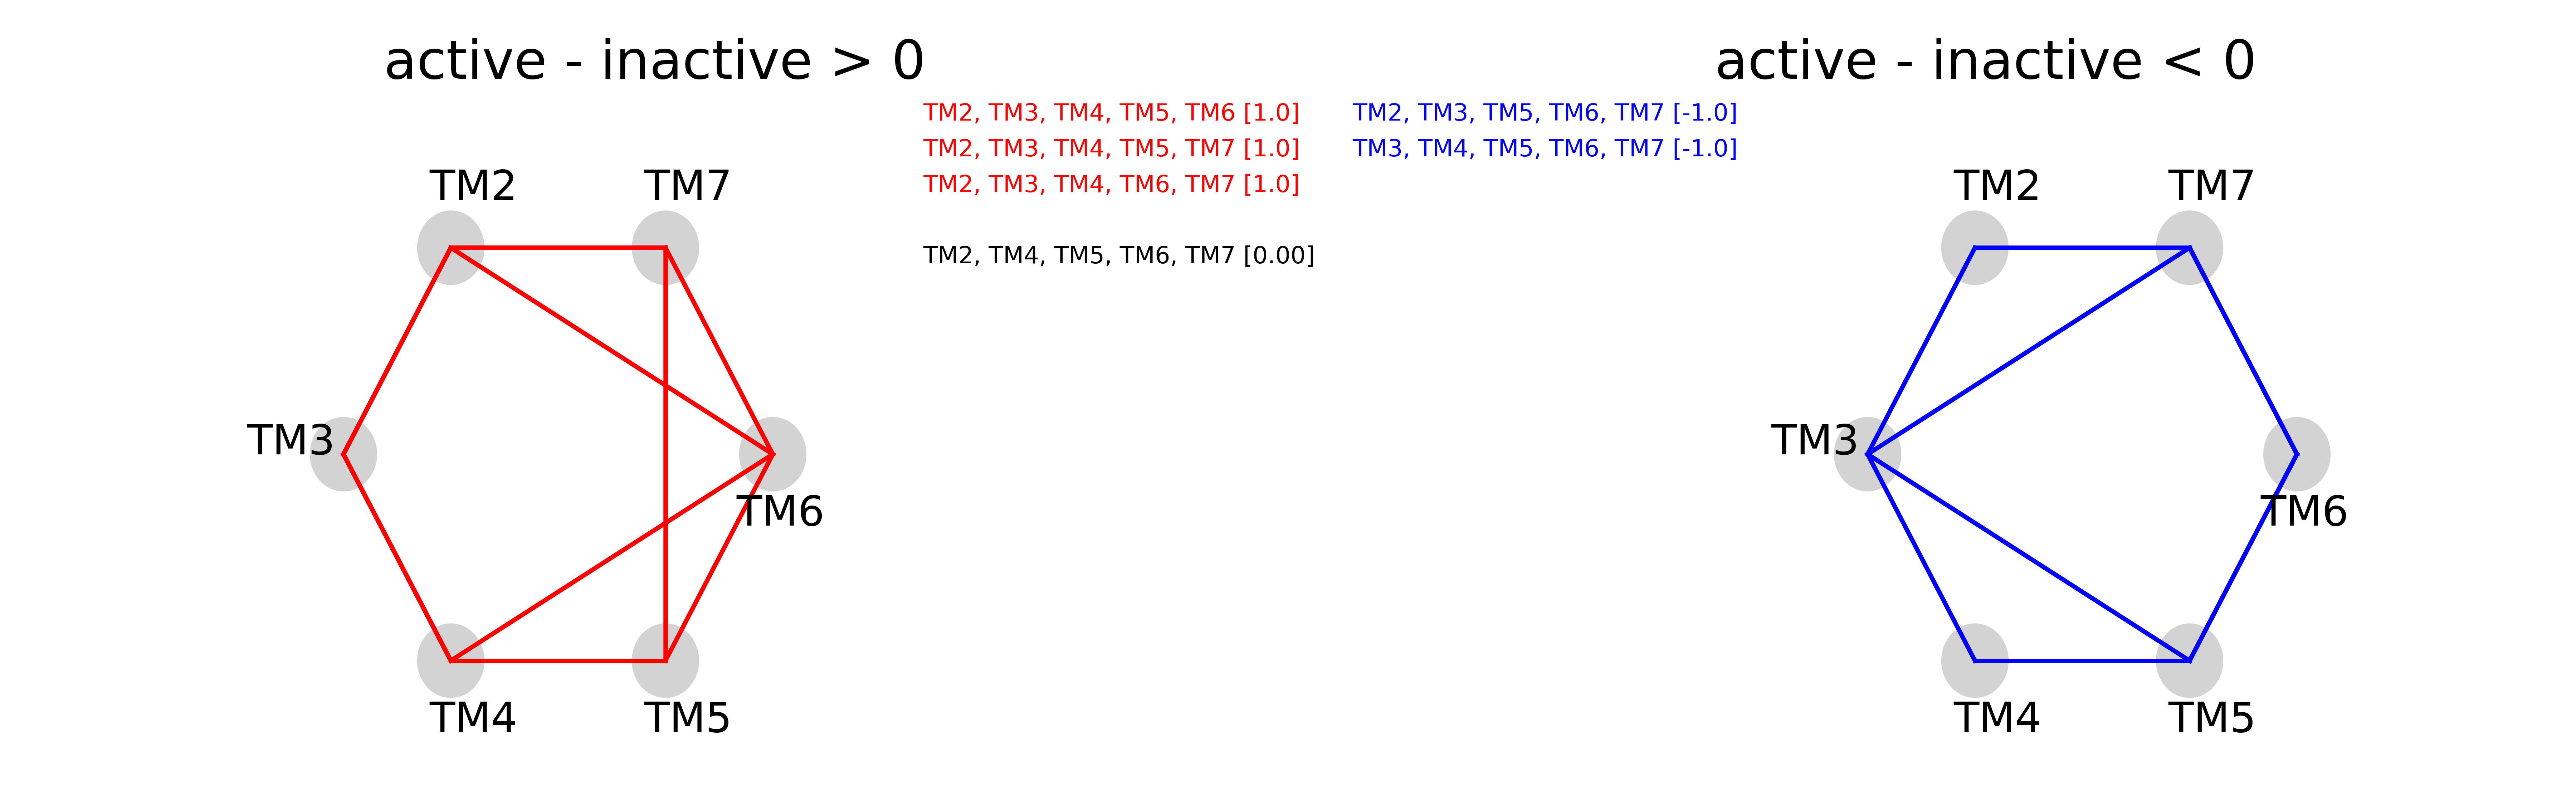 active - inactive > 0
active - inactive < 0
TM2, TM3, TM4, TM5, TM6 [1.0]
TM2, TM3, TM4, TM5, TM7 [1.0]
TM2, TM3, TM4, TM6, TM7 [1.0]
TM2, TM4, TM5, TM6, TM7 [0.00]
TM2, TM3, TM5, TM6, TM7 [-1.0]
TM3, TM4, TM5, TM6, TM7 [-1.0]
TM2
TM7
TM3
TM6
TM4
TM5
TM2
TM7
TM3
TM6
TM4
TM5